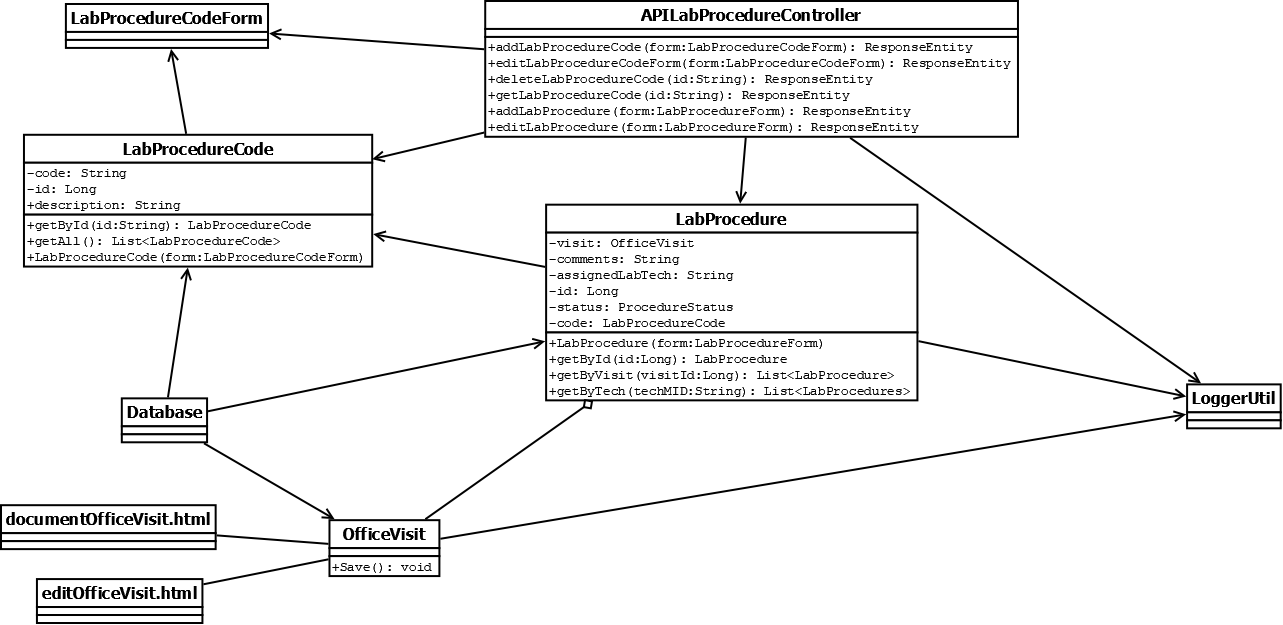 LabProcedureCodeForm
APILabProcedureController
+addLabProcedureCode(form:LabProcedureCodeForm): ResponseEntity
+editLabProcedureCodeForm(form:LabProcedureCodeForm): ResponseEntity
+deleteLabProcedureCode(id:String): ResponseEntity
+getLabProcedureCode(id:String): ResponseEntity
+addLabProcedure(form:LabProcedureForm): ResponseEntity
+editLabProcedure(form:LabProcedureForm): ResponseEntity
LabProcedureCode
-code: String
-id: Long
+description: String
+getById(id:String): LabProcedureCode
+getAll(): List<LabProcedureCode>
+LabProcedureCode(form:LabProcedureCodeForm)
LabProcedure
-visit: OfficeVisit
-comments: String
-assignedLabTech: String
-id: Long
-status: ProcedureStatus
-code: LabProcedureCode
+LabProcedure(form:LabProcedureForm)
+getById(id:Long): LabProcedure
+getByVisit(visitId:Long): List<LabProcedure>
+getByTech(techMID:String): List<LabProcedures>
LoggerUtil
Database
documentOfficeVisit.html
OfficeVisit
+Save(): void
editOfficeVisit.html